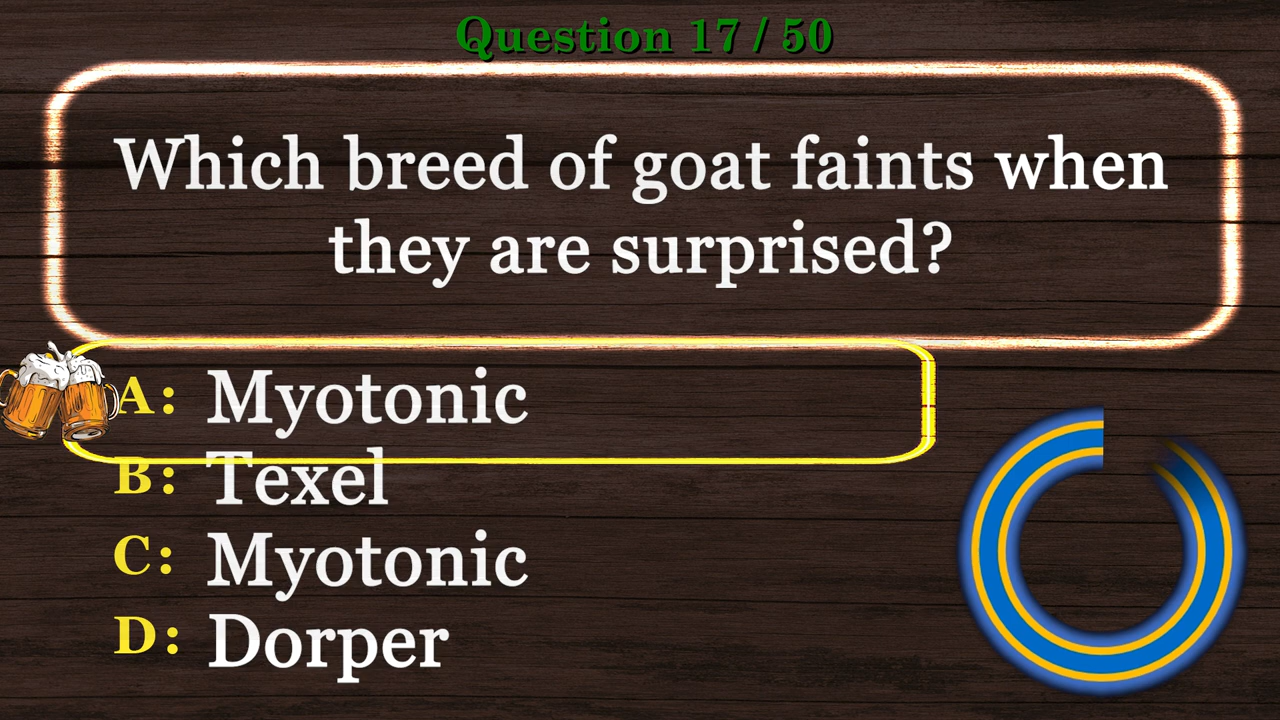 Question 17 / 50
Which breed of goat faints when
they are surprised?
A: Myotonic
B: Texel
C: Myotonic
D: Dorper